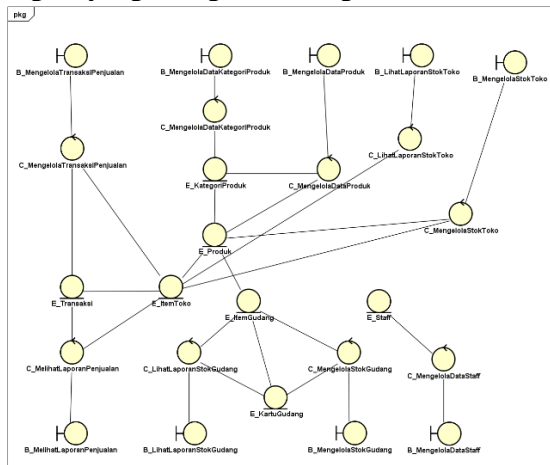 pkg
B_MengelolaTransaksiPenjualan
B_MengelolaDataKategoriProduk
B_MengelolaDataProduk
B_LihatLaporanStokToko
B_MengelolaStokToko
C_MengelolaDataKategoriProduk
C_MengelolaTransaksiPenjualan
C_LihatLaporanStokToko
E_KategoriProduk
C_MengelolaDataProduk
C_MengelolaStokToko
E_Produk
E_Transaksi
E_ItemToko
E_ItemGudang
E_Staff
C_MelihatLaporanPenjualan
C_LihatLaporanStokGudang
C_MengelolaStokGudang
C_MengelolaDataStaff
E_KartuGudang
B_MelihatLaporanPenjualan
B_LihatLaporanStokGudang
B_MengelolaStokGudang
B_MengelolaDataStaff